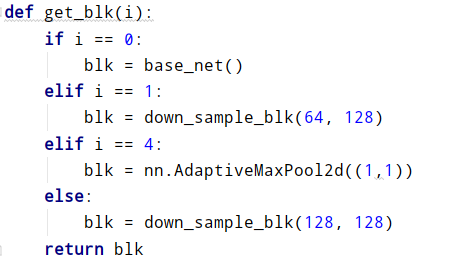 def get_blk(i):
    if i == 0:
        blk = base_net()
    elif i == 1:
        blk = down_sample_blk(64, 128)
    elif i == 4:
        blk = nn.AdaptiveMaxPool2d((1,1))
    else:
        blk = down_sample_blk(128, 128)
    return blk